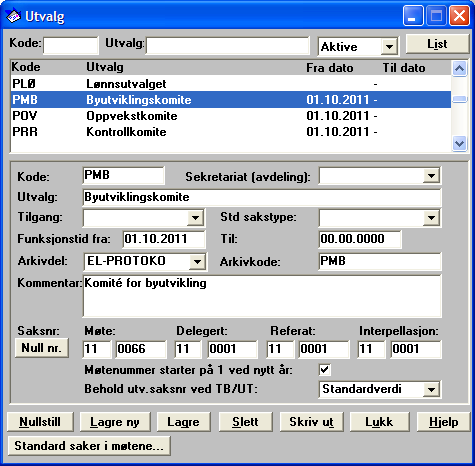 Utvalg
Kode: Utvalg: Aktive List
Kode Utvalg Fra dato Til dato
PLØ Lønnsutvalget -
PMB Byutviklingskomite 01.10.2011 -
POV Oppvekstkomite 01.10.2011 -
PRR Kontrollkomite 01.10.2011 -
Kode: PMB Sekretariat (avdeling):
Utvalg: Byutviklingskomite
Tilgang: Std sakstype:
Funksjonstid fra: 01.10.2011 Til: 00.00.0000
Arkivdel: EL-PROTOKO Arkivkode: PMB
Kommentar: Komité for byutvikling
Saksnr: Møte: Delegert: Referat: Interpellasjon:
Null nr. 11 0066 11 0001 11 0001 11 0001
Møtenummer starter på 1 ved nytt år:
Behold utv.saksnr ved TB/UT: Standardverdi
Nullstill Lagre ny Lagre Slett Skriv ut Lukk Hjelp
Standard saker i møtene...